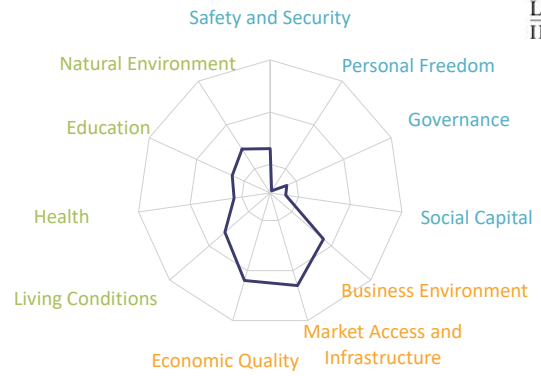 Safety and Security
Personal Freedom
Governance
Social Capital
Business Environment
Market Access and
Infrastructure
Economic Quality
Living Conditions
Health
Education
Natural Environment